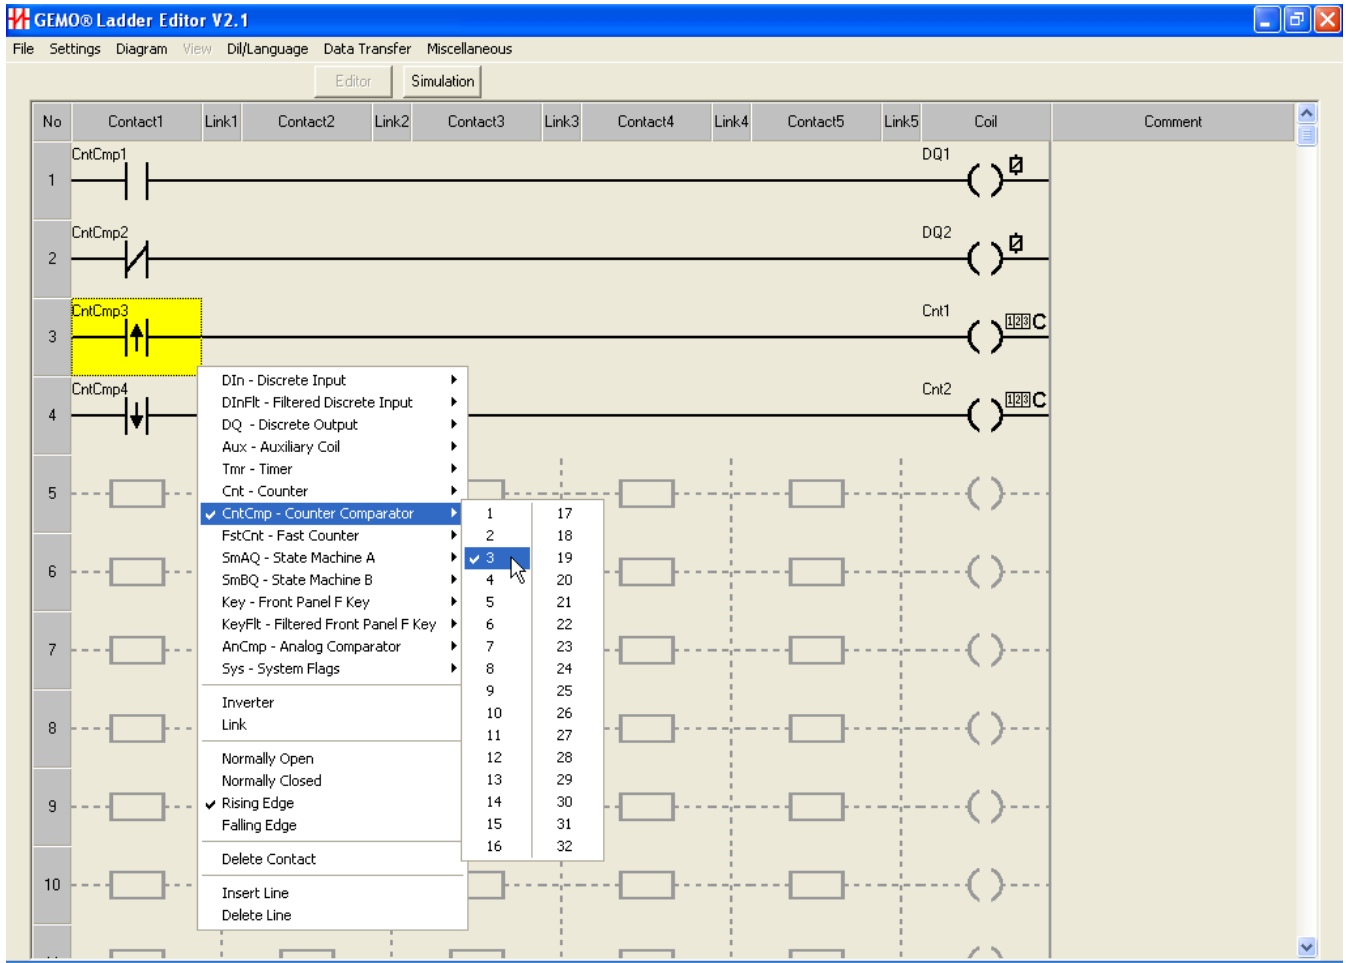 GEMO® Ladder Editor V2.1
File Settings Diagram View Dil/Language Data Transfer Miscellaneous
Editor Simulation
No Contact1 Link1 Contact2 Link2 Contact3 Link3 Contact4 Link4 Contact5 Link5 Coil Comment
CntCmp1 DQ1
1
CntCmp2 DQ2
2
CntCmp3 Cnt1
3 123 C
CntCmp4 Cnt2
4 123 C
5
6
7
8
9
10
DIn - Discrete Input
DInFlt - Filtered Discrete Input
DQ - Discrete Output
Aux - Auxiliary Coil
Tmr - Timer
Cnt - Counter
CntCmp - Counter Comparator
FstCnt - Fast Counter
SmAQ - State Machine A
SmBQ - State Machine B
Key - Front Panel F Key
KeyFlt - Filtered Front Panel F Key
AnCmp - Analog Comparator
Sys - System Flags
Inverter
Link
Normally Open
Normally Closed
Rising Edge
Falling Edge
Delete Contact
Insert Line
Delete Line
1 17
2 18
3 19
4 20
5 21
6 22
7 23
8 24
9 25
10 26
11 27
12 28
13 29
14 30
15 31
16 32